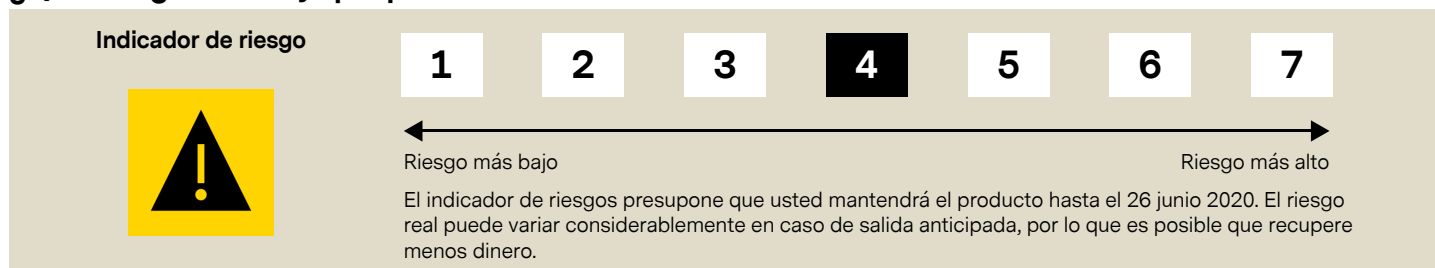 Indicador de riesgo
1 2 3 4 5 6 7
Riesgo más bajo Riesgo más alto
El indicador de riesgos presupone que usted mantendrá el producto hasta el 26 junio 2020. El riesgo
real puede variar considerablemente en caso de salida anticipada, por lo que es posible que recupere
menos dinero.